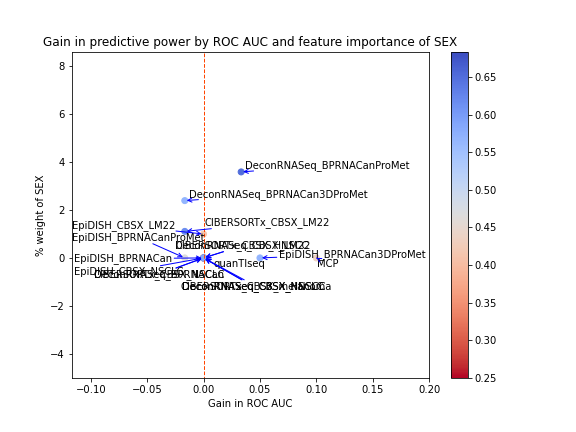 Gain in predictive power by ROC AUC and feature importance of SEX
% weight of SEX
8
6
4
2
0
−2
−4
DeconRNASeq_BPRNACanProMet
DeconRNASeq_BPRNACan3DProMet
CIBERSORTx_CBSX_LM22
EpiDISH_CBSX_LM22
EpiDISH_BPRNACanProMet
EpiDISH_BPRNACan3DProMet
EpiDISH_BPRNACan
quanTIseq
MCP
−0.10
−0.05
0.00
0.05
0.10
0.15
0.20
Gain in ROC AUC
0.65
0.60
0.55
0.50
0.45
0.40
0.35
0.30
0.25